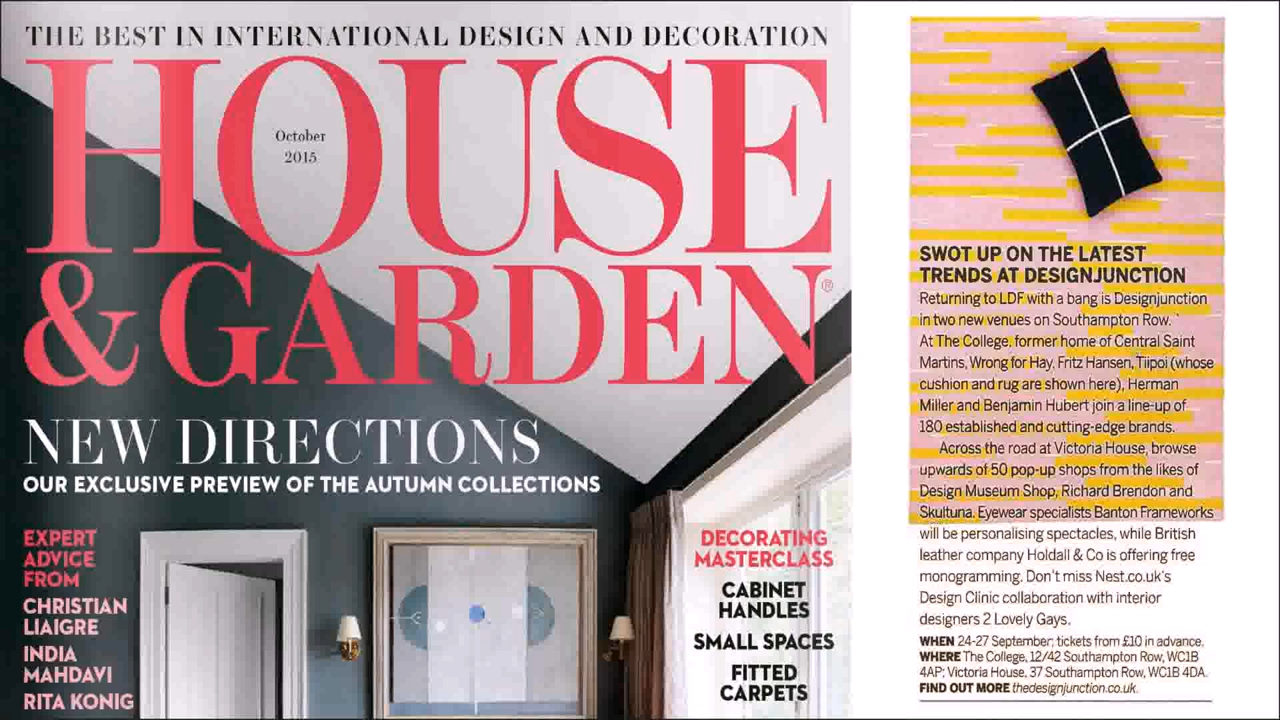 THE BEST IN INTERNATIONAL DESIGN AND DECORATION
HOUSE
& GARDEN®
October
2015
NEW DIRECTIONS
OUR EXCLUSIVE PREVIEW OF THE AUTUMN COLLECTIONS
EXPERT
ADVICE
FROM
CHRISTIAN
LIAIGRE
INDIA
MAHDAVI
RITA KONIG
DECORATING
MASTERCLASS
CABINET
HANDLES
SMALL SPACES
FITTED
CARPETS
SWOT UP ON THE LATEST
TRENDS AT DESIGNJUNCTION
Returning to LDF with a bang is Designjunction
in two new venues on Southampton Row.
At The College, former home of Central Saint
Martins, Wrong for Hay, Fritz Hansen, Tiipoi (whose
cushion and rug are shown here), Herman
Miller and Benjamin Hubert join a line-up of
180 established and cutting-edge brands.
Across the road at Victoria House, browse
upwards of 50 pop-up shops from the likes of
Design Museum Shop, Richard Brendon and
Skultuna. Eyewear specialists Banton Frameworks
will be personalising spectacles, while British
leather company Holdall & Co is offering free
monogramming. Don't miss Nest.co.uk's
Design Clinic collaboration with interior
designers 2 Lovely Gays.
WHEN 24-27 September; tickets from £10 in advance.
WHERE The College, 12/42 Southampton Row, WC1B
4AP; Victoria House, 37 Southampton Row, WC1B 4DA.
FIND OUT MORE thedesignjunction.co.uk.